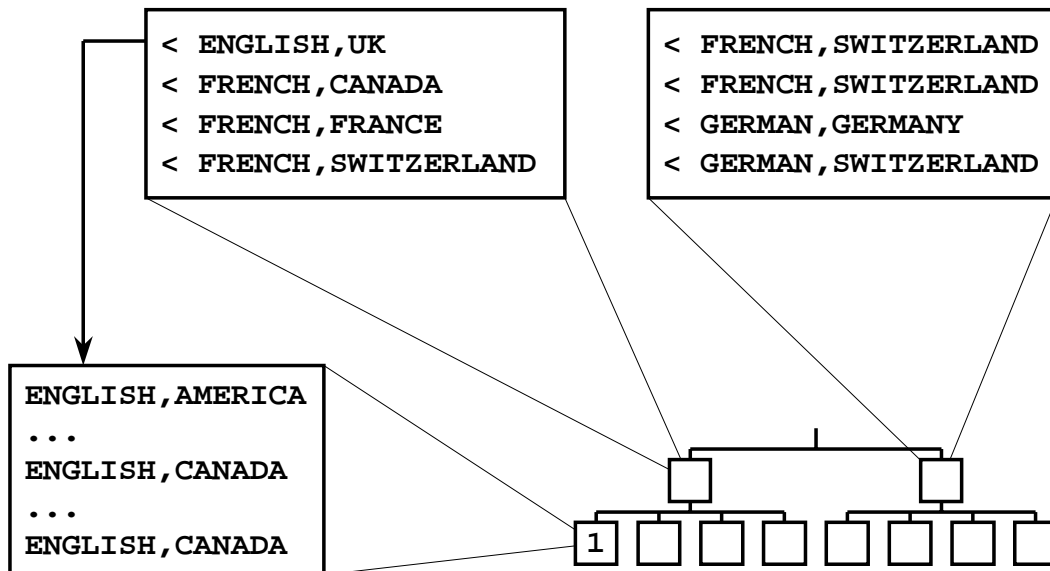 < ENGLISH,UK
< FRENCH,CANADA
< FRENCH,FRANCE
< FRENCH,SWITZERLAND
< FRENCH,SWITZERLAND
< FRENCH,SWITZERLAND
< GERMAN,GERMANY
< GERMAN,SWITZERLAND
ENGLISH,AMERICA
...
ENGLISH,CANADA
...
ENGLISH,CANADA
1